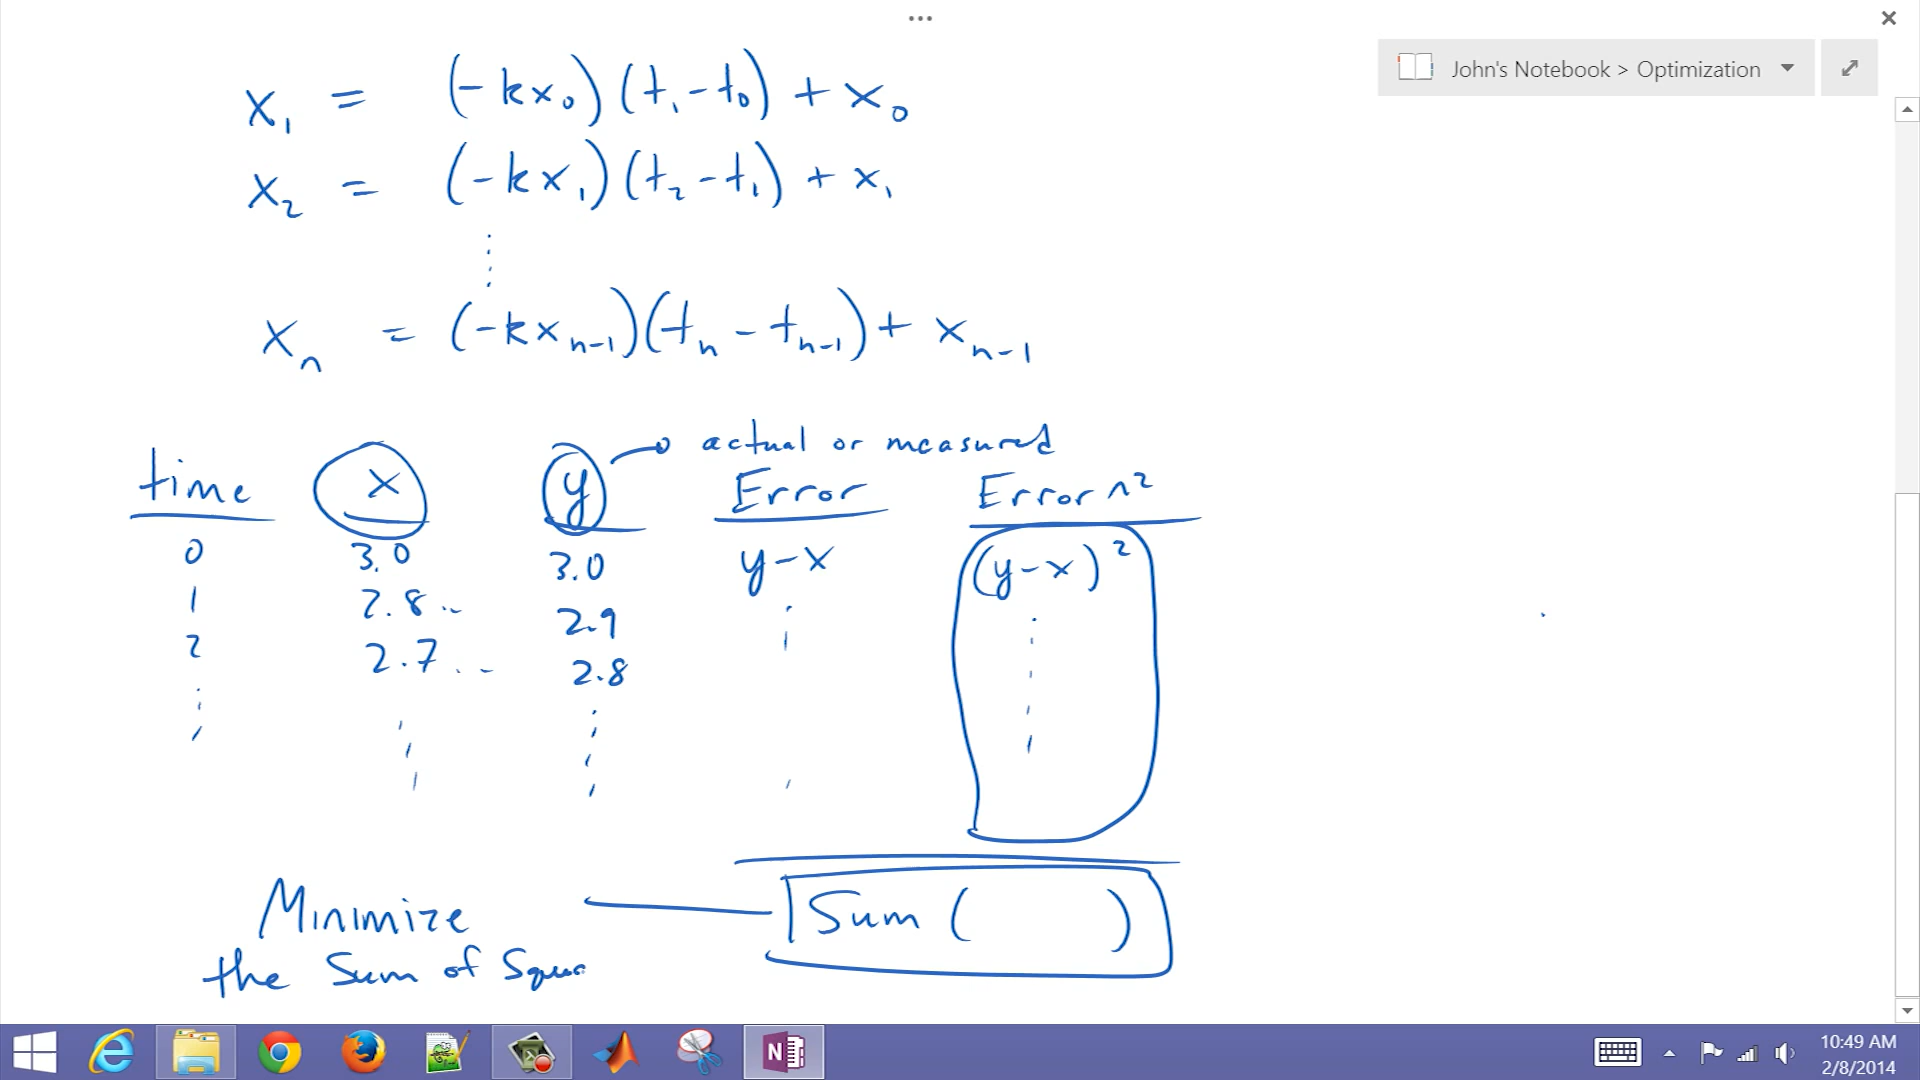 John's Notebook > Optimization
x₁ = (-kx₀)(t₁-t₀) + x₀
x₂ = (-kx₁)(t₂-t₁) + x₁
xₙ = (-kxₙ₋₁)(tₙ - tₙ₋₁) + xₙ₋₁
actual or measured
time x y Error Error^2
0 3.0 3.0 y-x (y-x)²
1 2.8.. 2.9
2 2.7... 2.8
Minimize Sum ( )
the Sum of Squa
10:49 AM
2/8/2014